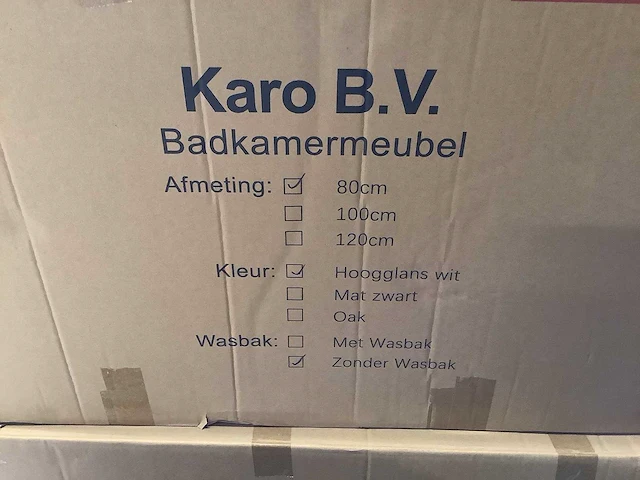 Karo B.V.
Badkamermeubel
Afmeting: ☑ 80cm
☐ 100cm
☐ 120cm
Kleur: ☑ Hoogglans wit
☐ Mat zwart
☐ Oak
Wasbak: ☐ Met Wasbak
☑ Zonder Wasbak